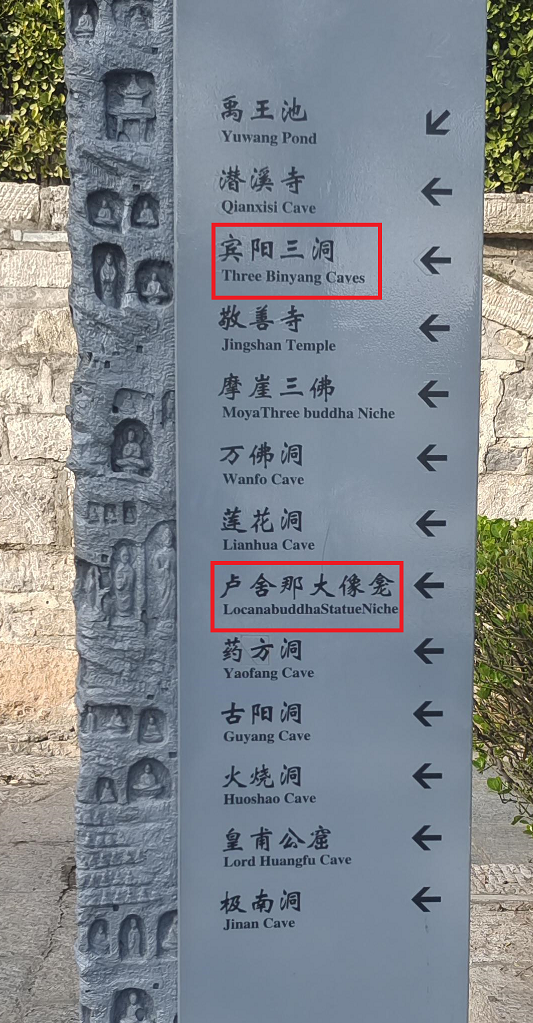 禹王池
Yuwang Pond
潜溪寺
Qianxisi Cave
宾阳三洞
Three Binyang Caves
敬善寺
Jingshan Temple
摩崖三佛
MoyaThree buddha Niche
万佛洞
Wanfo Cave
莲花洞
Lianhua Cave
卢舍那大像龛
LocanabuddhaStatueNiche
药方洞
Yaofang Cave
古阳洞
Guyang Cave
火烧洞
Huoshao Cave
皇甫公窟
Lord Huangfu Cave
极南洞
Jinan Cave